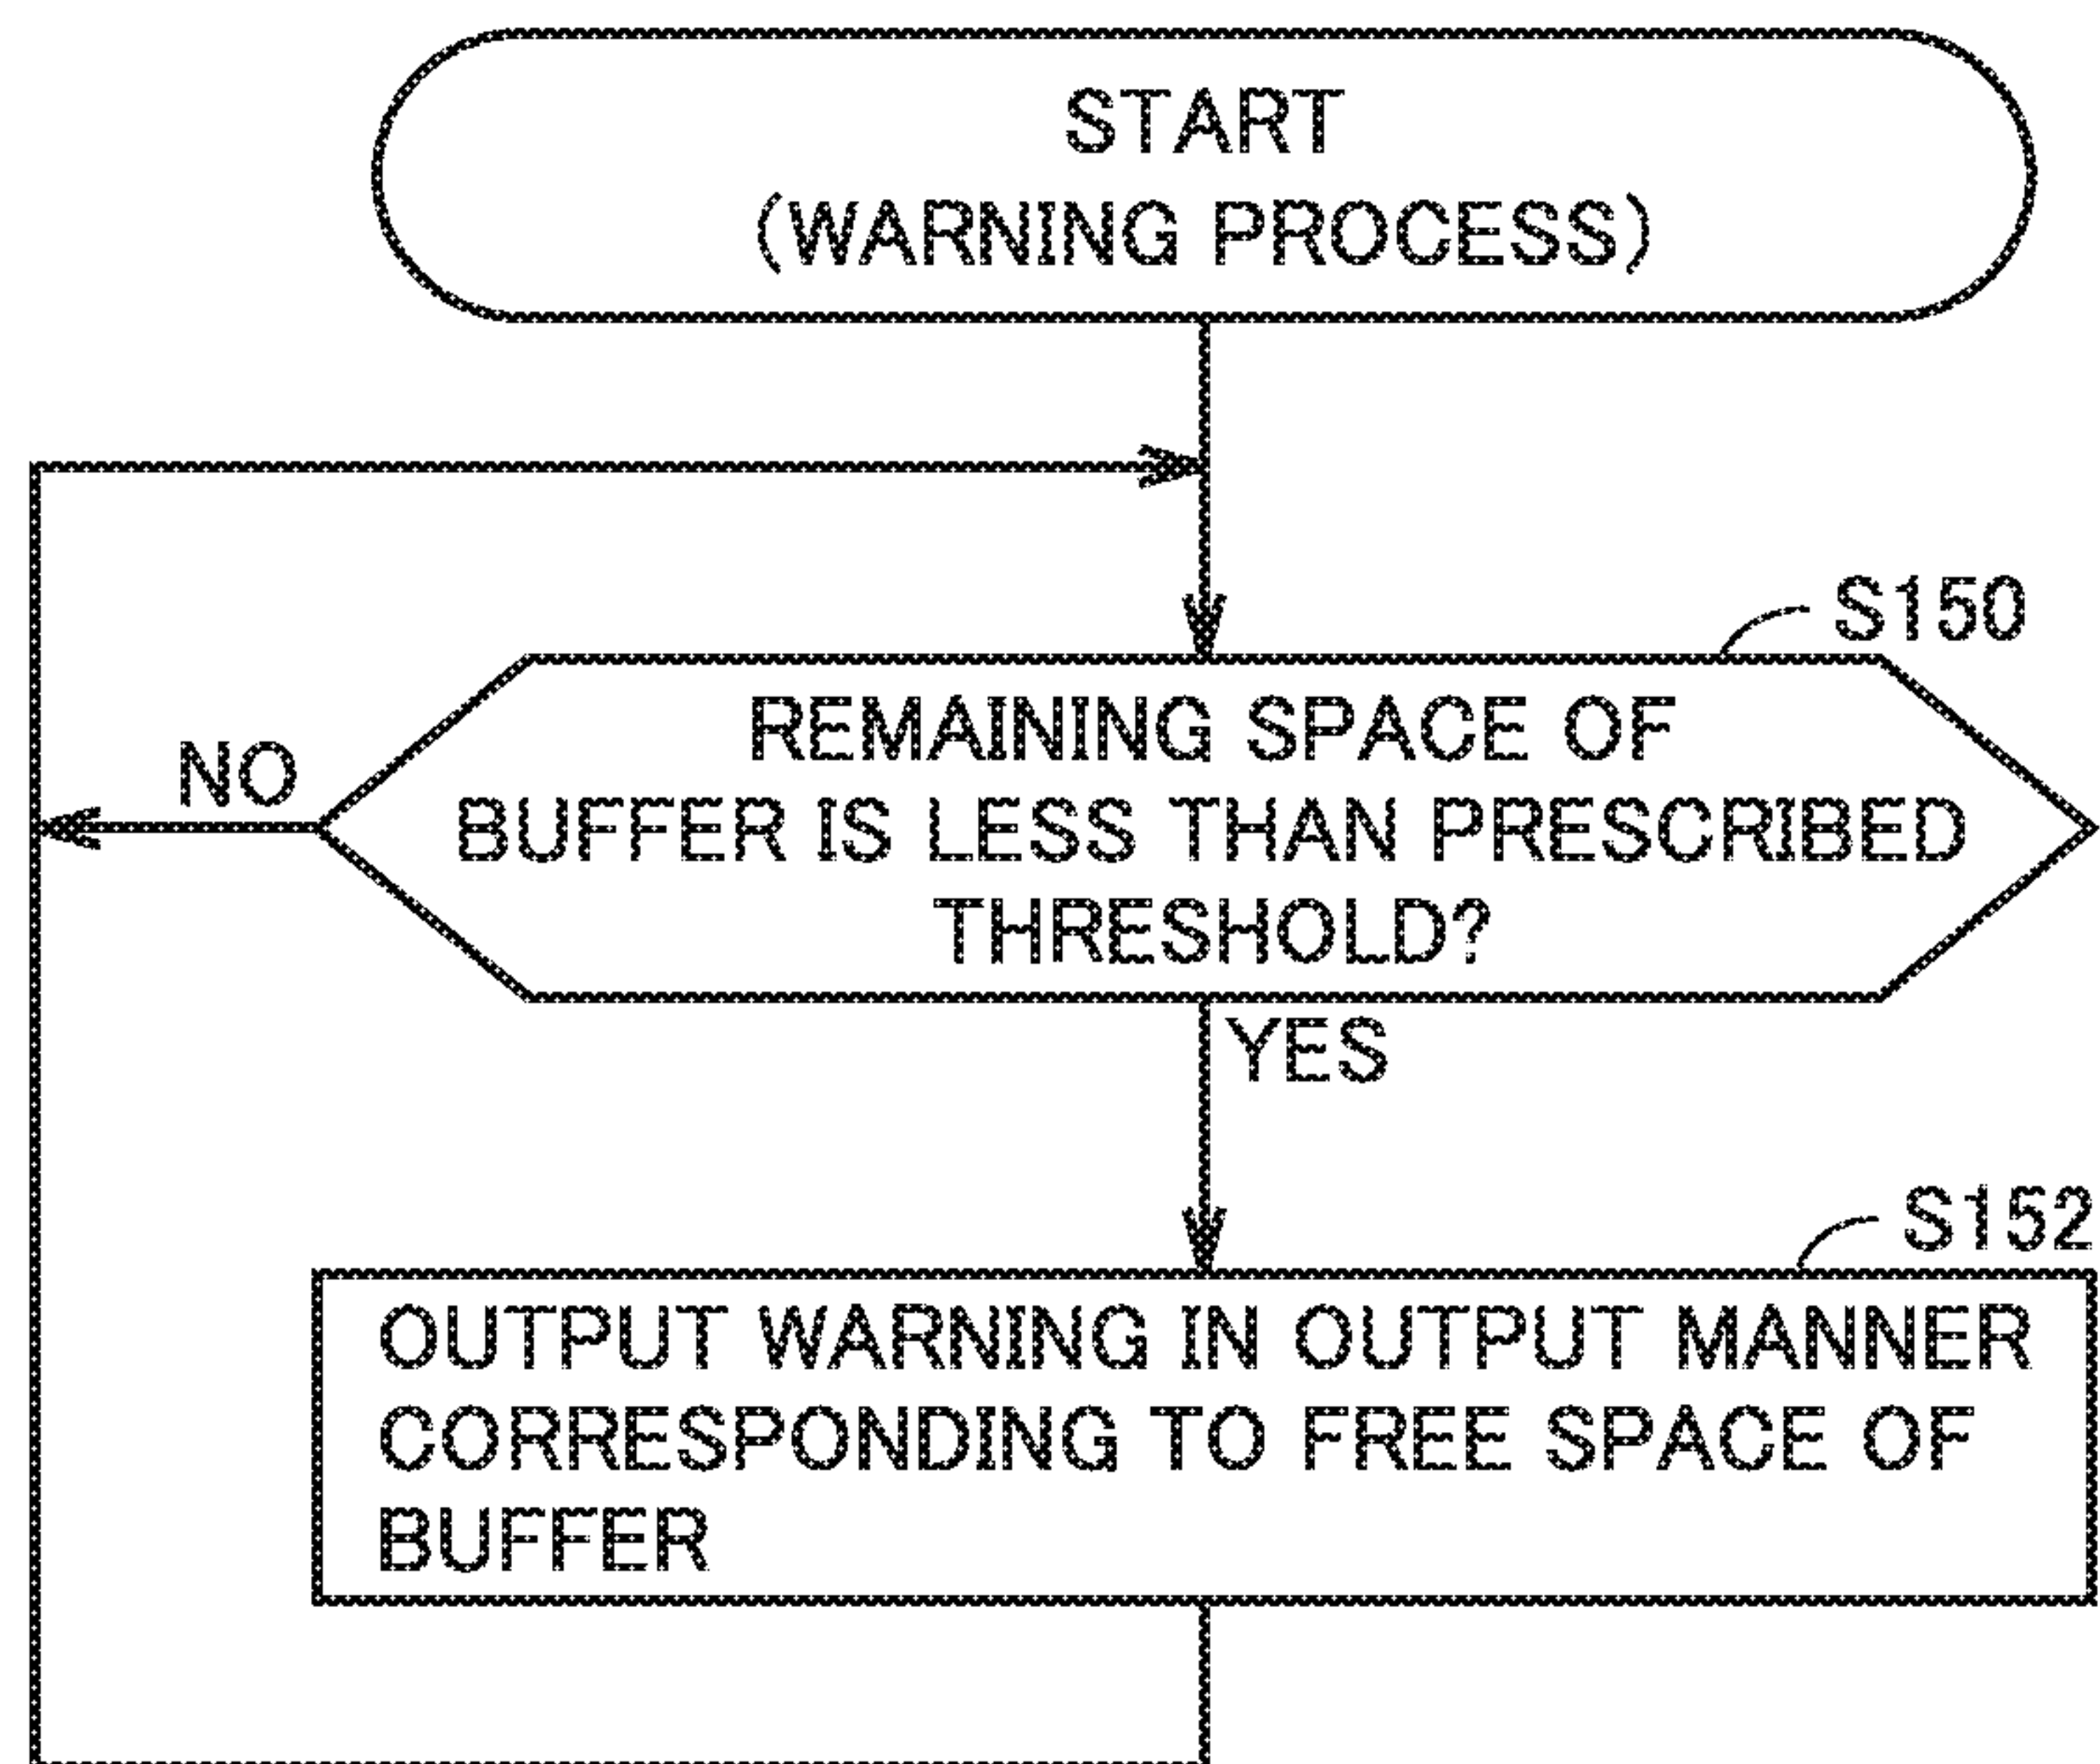 START
(WARNING PROCESS)
S150
REMAINING SPACE OF
BUFFER IS LESS THAN PRESCRIBED
THRESHOLD?
NO
YES
S152
OUTPUT WARNING IN OUTPUT MANNER
CORRESPONDING TO FREE SPACE OF
BUFFER